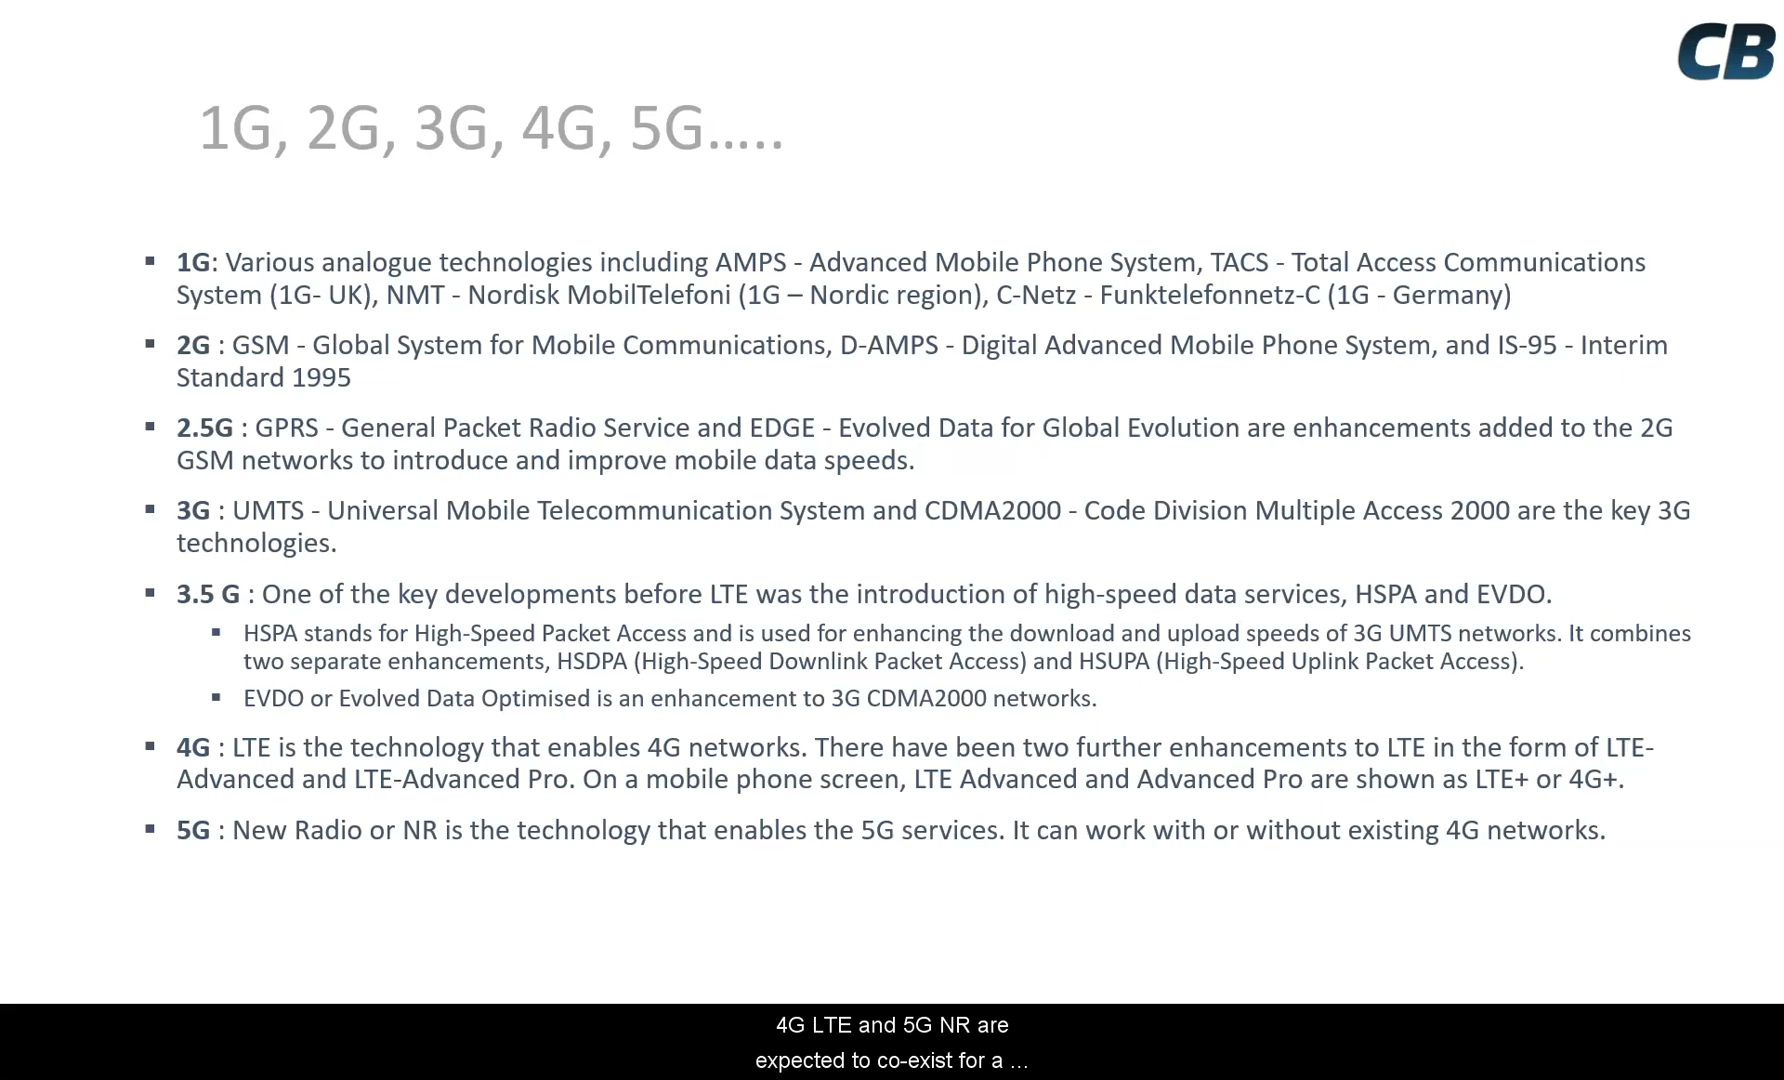 CB
1G, 2G, 3G, 4G, 5G.....
▪ 1G: Various analogue technologies including AMPS - Advanced Mobile Phone System, TACS - Total Access Communications
System (1G- UK), NMT - Nordisk MobilTelefoni (1G – Nordic region), C-Netz - Funktelefonnetz-C (1G - Germany)
▪ 2G : GSM - Global System for Mobile Communications, D-AMPS - Digital Advanced Mobile Phone System, and IS-95 - Interim
Standard 1995
▪ 2.5G : GPRS - General Packet Radio Service and EDGE - Evolved Data for Global Evolution are enhancements added to the 2G
GSM networks to introduce and improve mobile data speeds.
▪ 3G : UMTS - Universal Mobile Telecommunication System and CDMA2000 - Code Division Multiple Access 2000 are the key 3G
technologies.
▪ 3.5 G : One of the key developments before LTE was the introduction of high-speed data services, HSPA and EVDO.
▪ HSPA stands for High-Speed Packet Access and is used for enhancing the download and upload speeds of 3G UMTS networks. It combines
two separate enhancements, HSDPA (High-Speed Downlink Packet Access) and HSUPA (High-Speed Uplink Packet Access).
▪ EVDO or Evolved Data Optimised is an enhancement to 3G CDMA2000 networks.
▪ 4G : LTE is the technology that enables 4G networks. There have been two further enhancements to LTE in the form of LTE-
Advanced and LTE-Advanced Pro. On a mobile phone screen, LTE Advanced and Advanced Pro are shown as LTE+ or 4G+.
▪ 5G : New Radio or NR is the technology that enables the 5G services. It can work with or without existing 4G networks.
4G LTE and 5G NR are
expected to co-exist for a ...